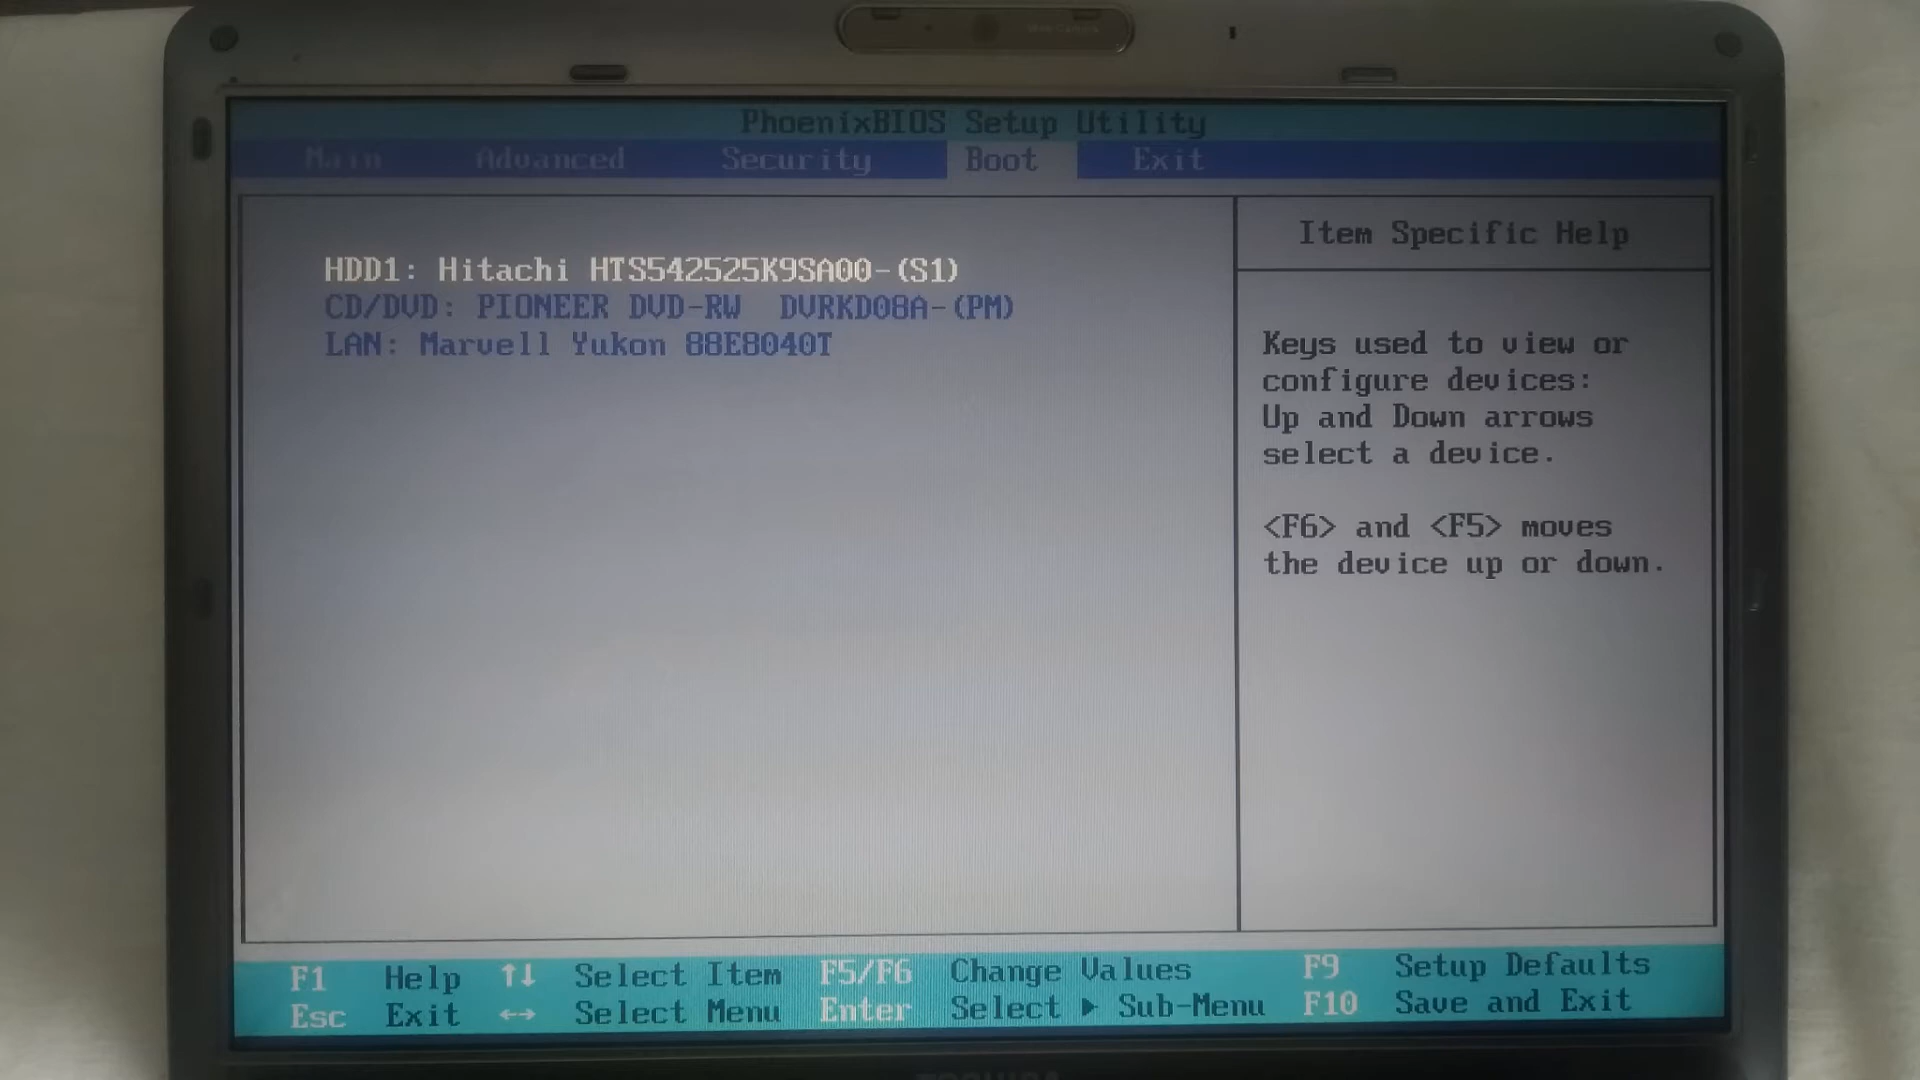 PhoenixBIOS Setup Utility
Main Advanced Security Boot Exit
HDD1: Hitachi HTS542525K9SA00-(S1)
CD/DVD: PIONEER DVD-RW DVRKD08A-(PM)
LAN: Marvell Yukon 88E8040T
Item Specific Help
Keys used to view or
configure devices:
Up and Down arrows
select a device.
<F6> and <F5> moves
the device up or down.
F1 Help ↑↓ Select Item F5/F6 Change Values F9 Setup Defaults
Esc Exit ←→ Select Menu Enter Select ▶ Sub-Menu F10 Save and Exit